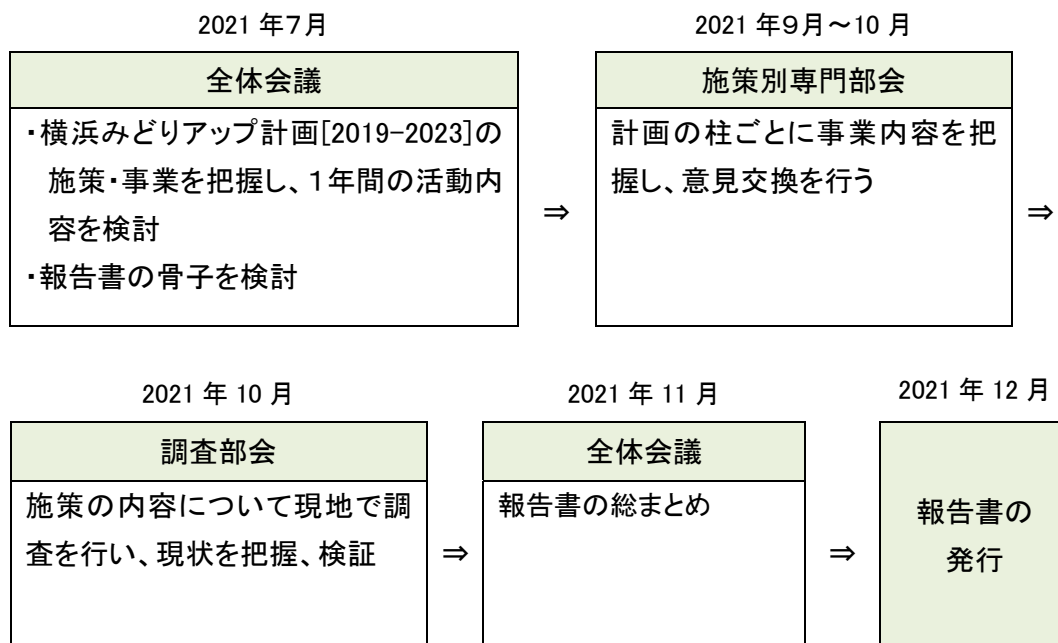 2021 年7月
全体会議
・横浜みどりアップ計画[2019-2023]の
施策・事業を把握し、1年間の活動内
容を検討
・報告書の骨子を検討
⇒
2021 年9月～10 月
施策別専門部会
計画の柱ごとに事業内容を把
握し、意見交換を行う
⇒
2021 年 10 月
調査部会
施策の内容について現地で調
査を行い、現状を把握、検証
⇒
2021 年 11 月
全体会議
報告書の総まとめ
⇒
2021 年 12 月
報告書の
発行